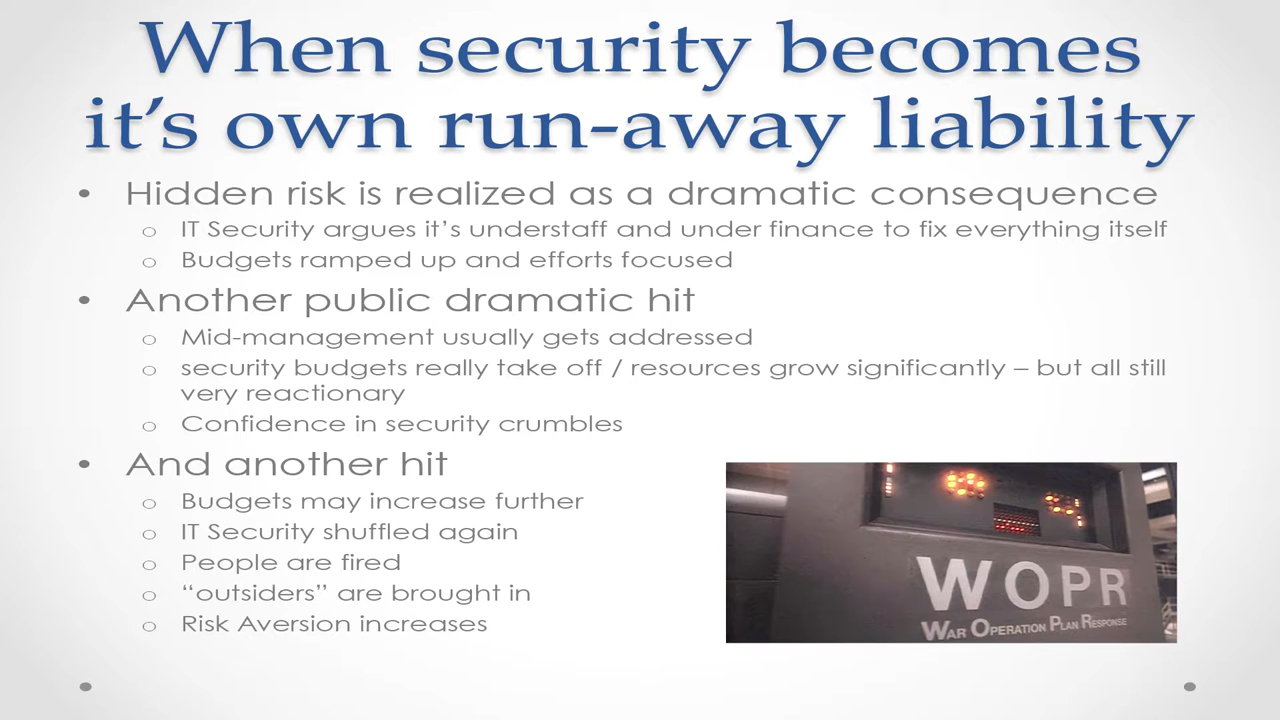 When security becomes
it’s own run-away liability
• Hidden risk is realized as a dramatic consequence
o IT Security argues it’s understaff and under finance to fix everything itself
o Budgets ramped up and efforts focused
• Another public dramatic hit
o Mid-management usually gets addressed
o security budgets really take off / resources grow significantly – but all still
very reactionary
o Confidence in security crumbles
• And another hit
o Budgets may increase further
o IT Security shuffled again
o People are fired
o “outsiders” are brought in
o Risk Aversion increases
WOPR
WAR OPERATION PLAN RESPONSE